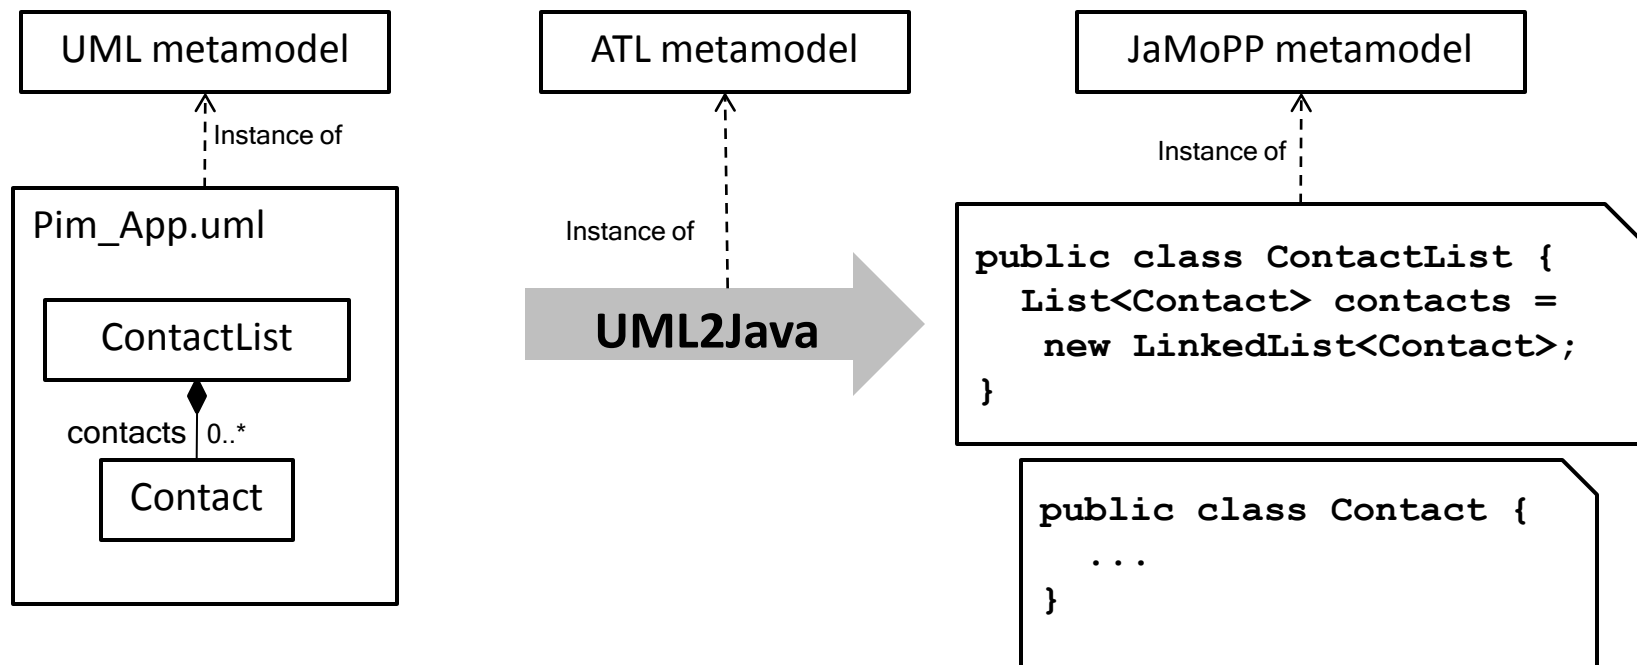 UML metamodel
ATL metamodel
JaMoPP metamodel
Instance of
Instance of
Instance of
Pim_App.uml
ContactList
contacts 0..*
Contact
UML2Java
public class ContactList {
List<Contact> contacts =
new LinkedList<Contact>;
}
public class Contact {
...
}